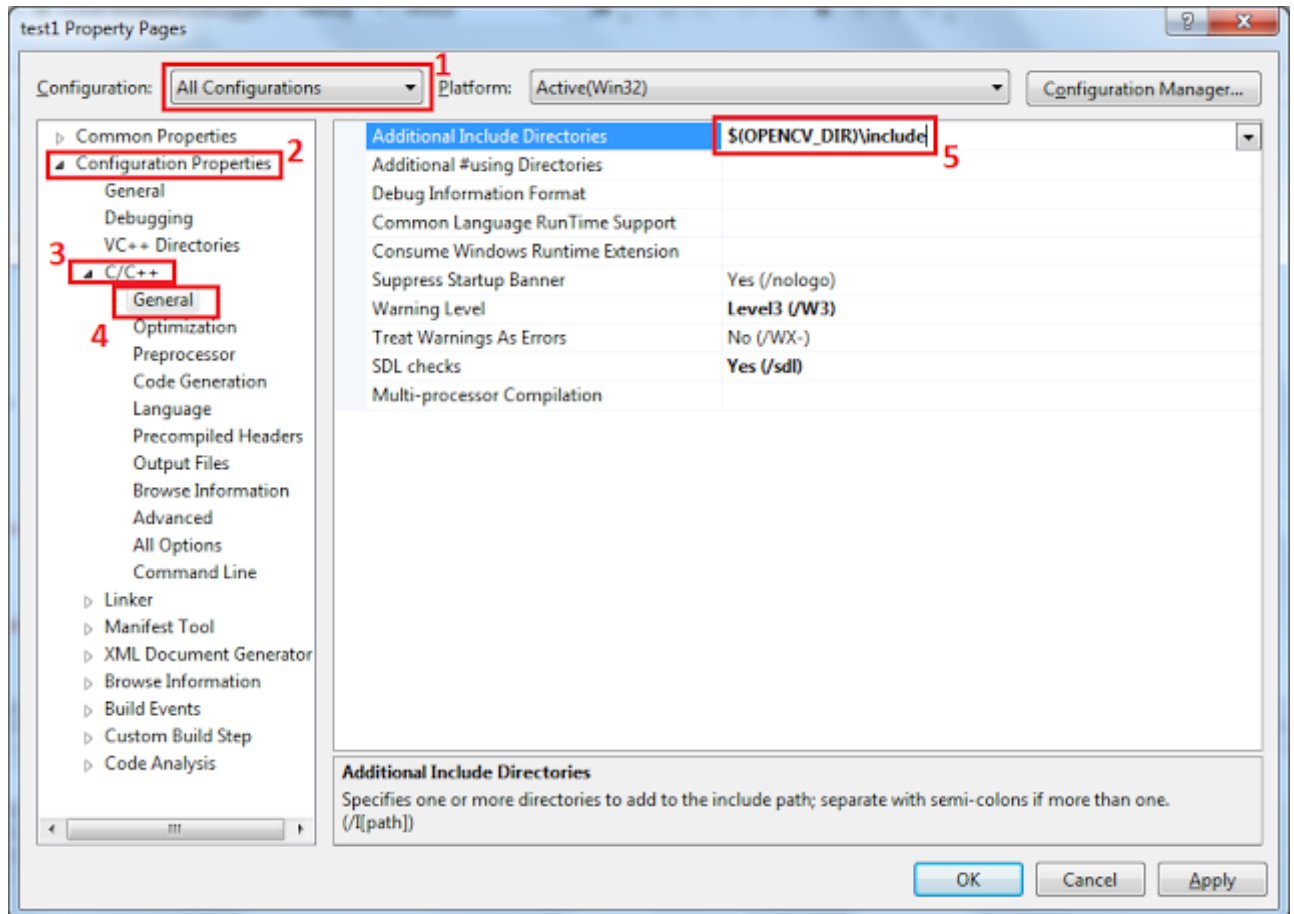 test1 Property Pages
1
Configuration: All Configurations Platform: Active(Win32) Configuration Manager...
Common Properties
Configuration Properties 2
General
Debugging
VC++ Directories
3
C/C++
General
4
Optimization
Preprocessor
Code Generation
Language
Precompiled Headers
Output Files
Browse Information
Advanced
All Options
Command Line
Linker
Manifest Tool
XML Document Generator
Browse Information
Build Events
Custom Build Step
Code Analysis
Additional Include Directories $(OPENCV_DIR)\include
5
Additional #using Directories
Debug Information Format
Common Language RunTime Support
Consume Windows Runtime Extension
Suppress Startup Banner Yes (/nologo)
Warning Level Level3 (/W3)
Treat Warnings As Errors No (/WX-)
SDL checks Yes (/sdl)
Multi-processor Compilation
Additional Include Directories
Specifies one or more directories to add to the include path; separate with semi-colons if more than one.
(/I[path])
OK Cancel Apply